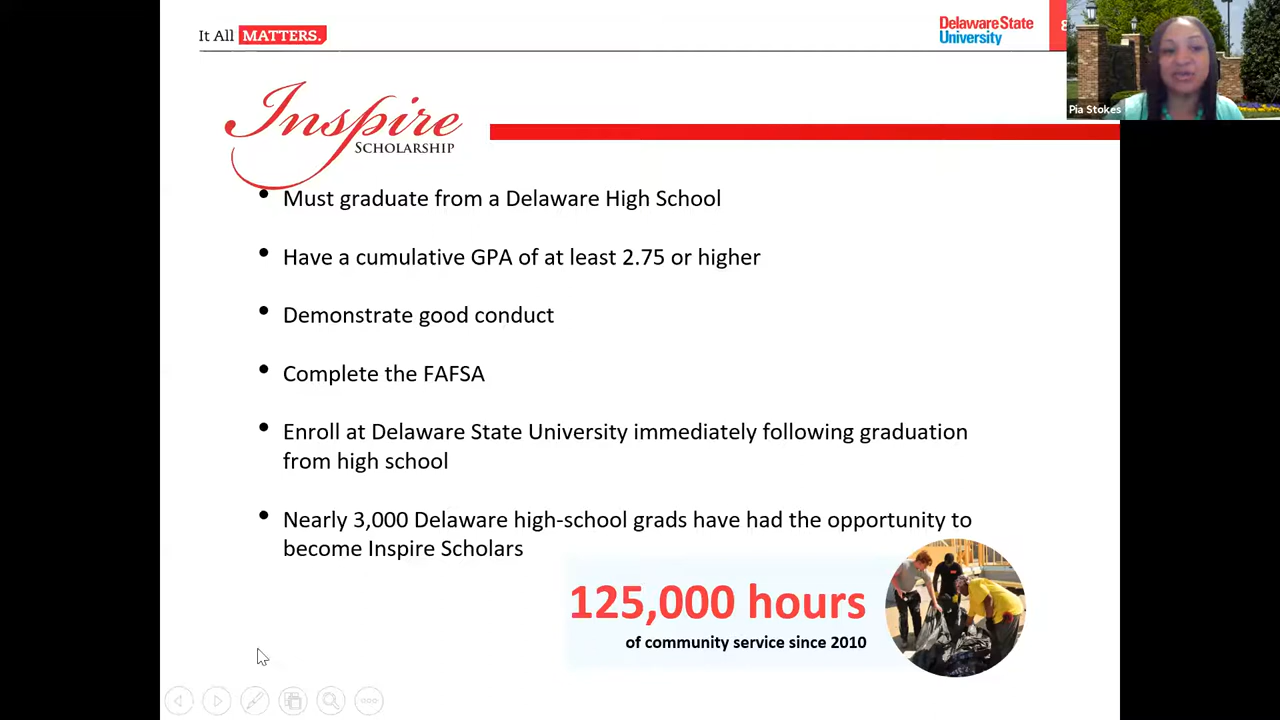 It All MATTERS.
Delaware State
University
Pia Stokes
Inspire
SCHOLARSHIP
• Must graduate from a Delaware High School
• Have a cumulative GPA of at least 2.75 or higher
• Demonstrate good conduct
• Complete the FAFSA
• Enroll at Delaware State University immediately following graduation
from high school
• Nearly 3,000 Delaware high-school grads have had the opportunity to
become Inspire Scholars
125,000 hours
of community service since 2010